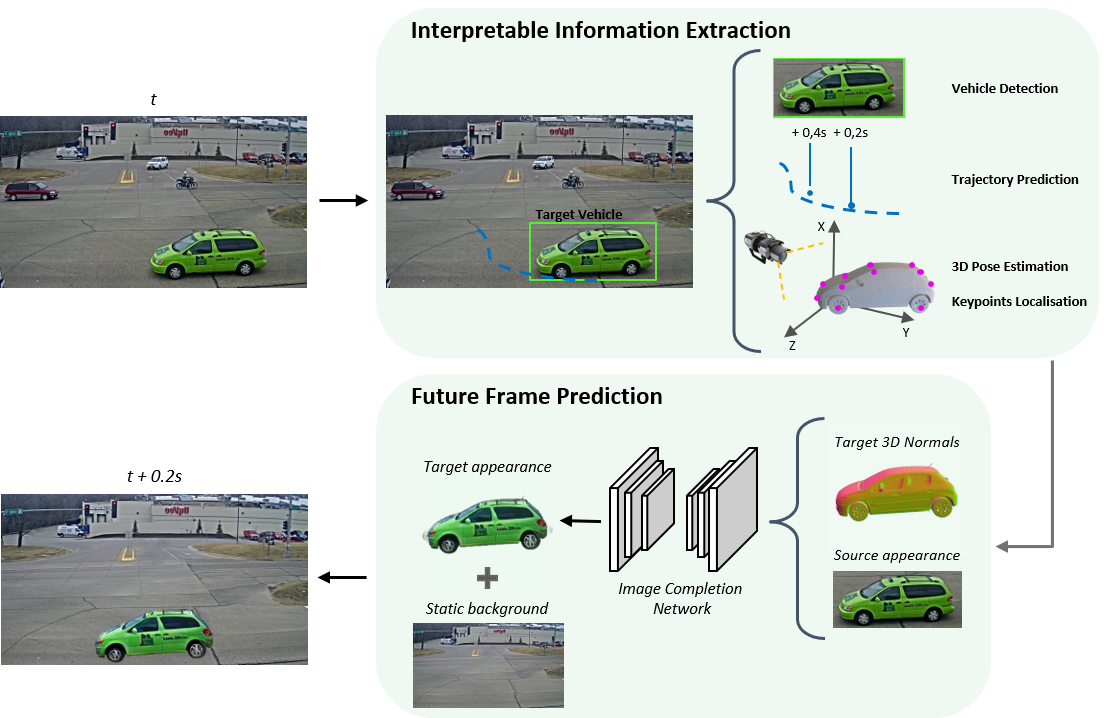 Interpretable Information Extraction
t
Vehicle Detection
+ 0,4s + 0,2s
Trajectory Prediction
Target Vehicle
X
3D Pose Estimation
Keypoints Localisation
Y
Z
Future Frame Prediction
Target 3D Normals
Target appearance
t + 0.2s
Source appearance
Image Completion
Network
Static background